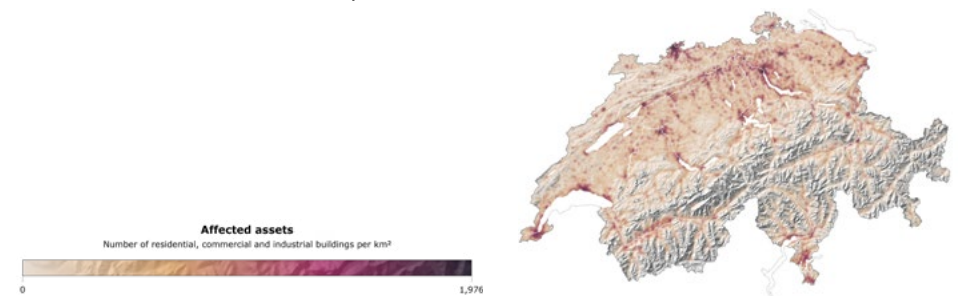 Affected assets
Number of residential, commercial and industrial buildings per km²
0
1,976